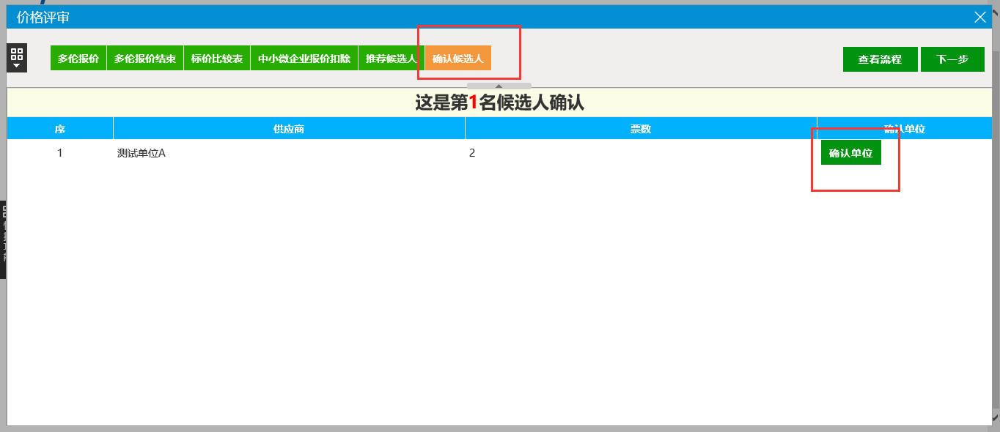 价格评审
多伦报价 多伦报价结束 标价比较表 中小微企业报价扣除 推荐候选人 确认候选人 查看流程 下一步
这是第1名候选人确认
序 供应商 票数 确认单位
1 测试单位A 2 确认单位